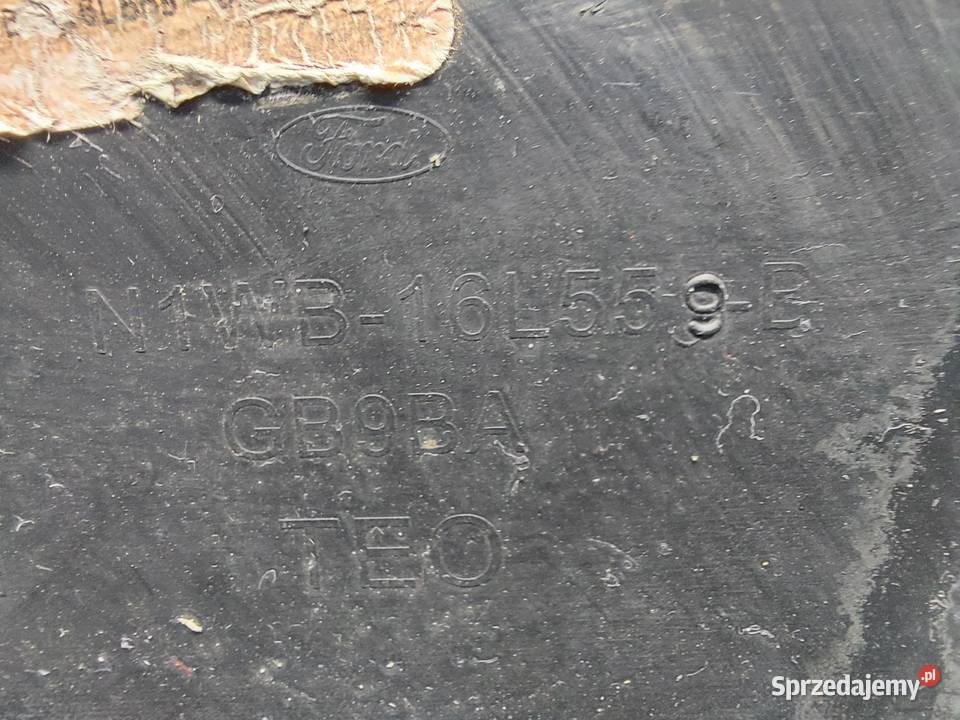 Ford
N1WB-16L559-B
GB9BA
TEO
Sprzedajemy.pl